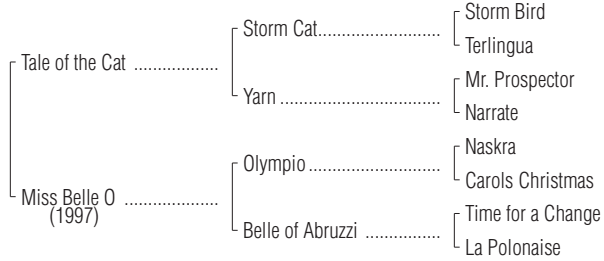 Storm Bird
Storm Cat..............................
Terlingua
Tale of the Cat .....................
Mr. Prospector
Yarn ........................................
Narrate
Naskra
Olympio .................................
Carols Christmas
Miss Belle O .......................
(1997)
Time for a Change
Belle of Abruzzi ..................
La Polonaise